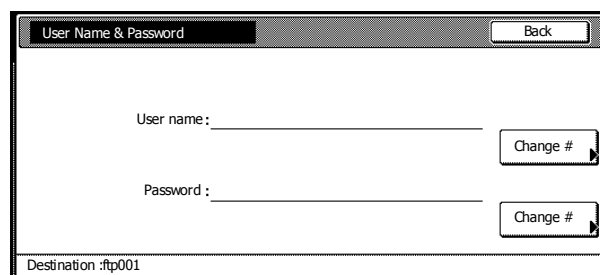 User Name & Password
Back
User name:
Change #
Password :
Change #
Destination :ftp001